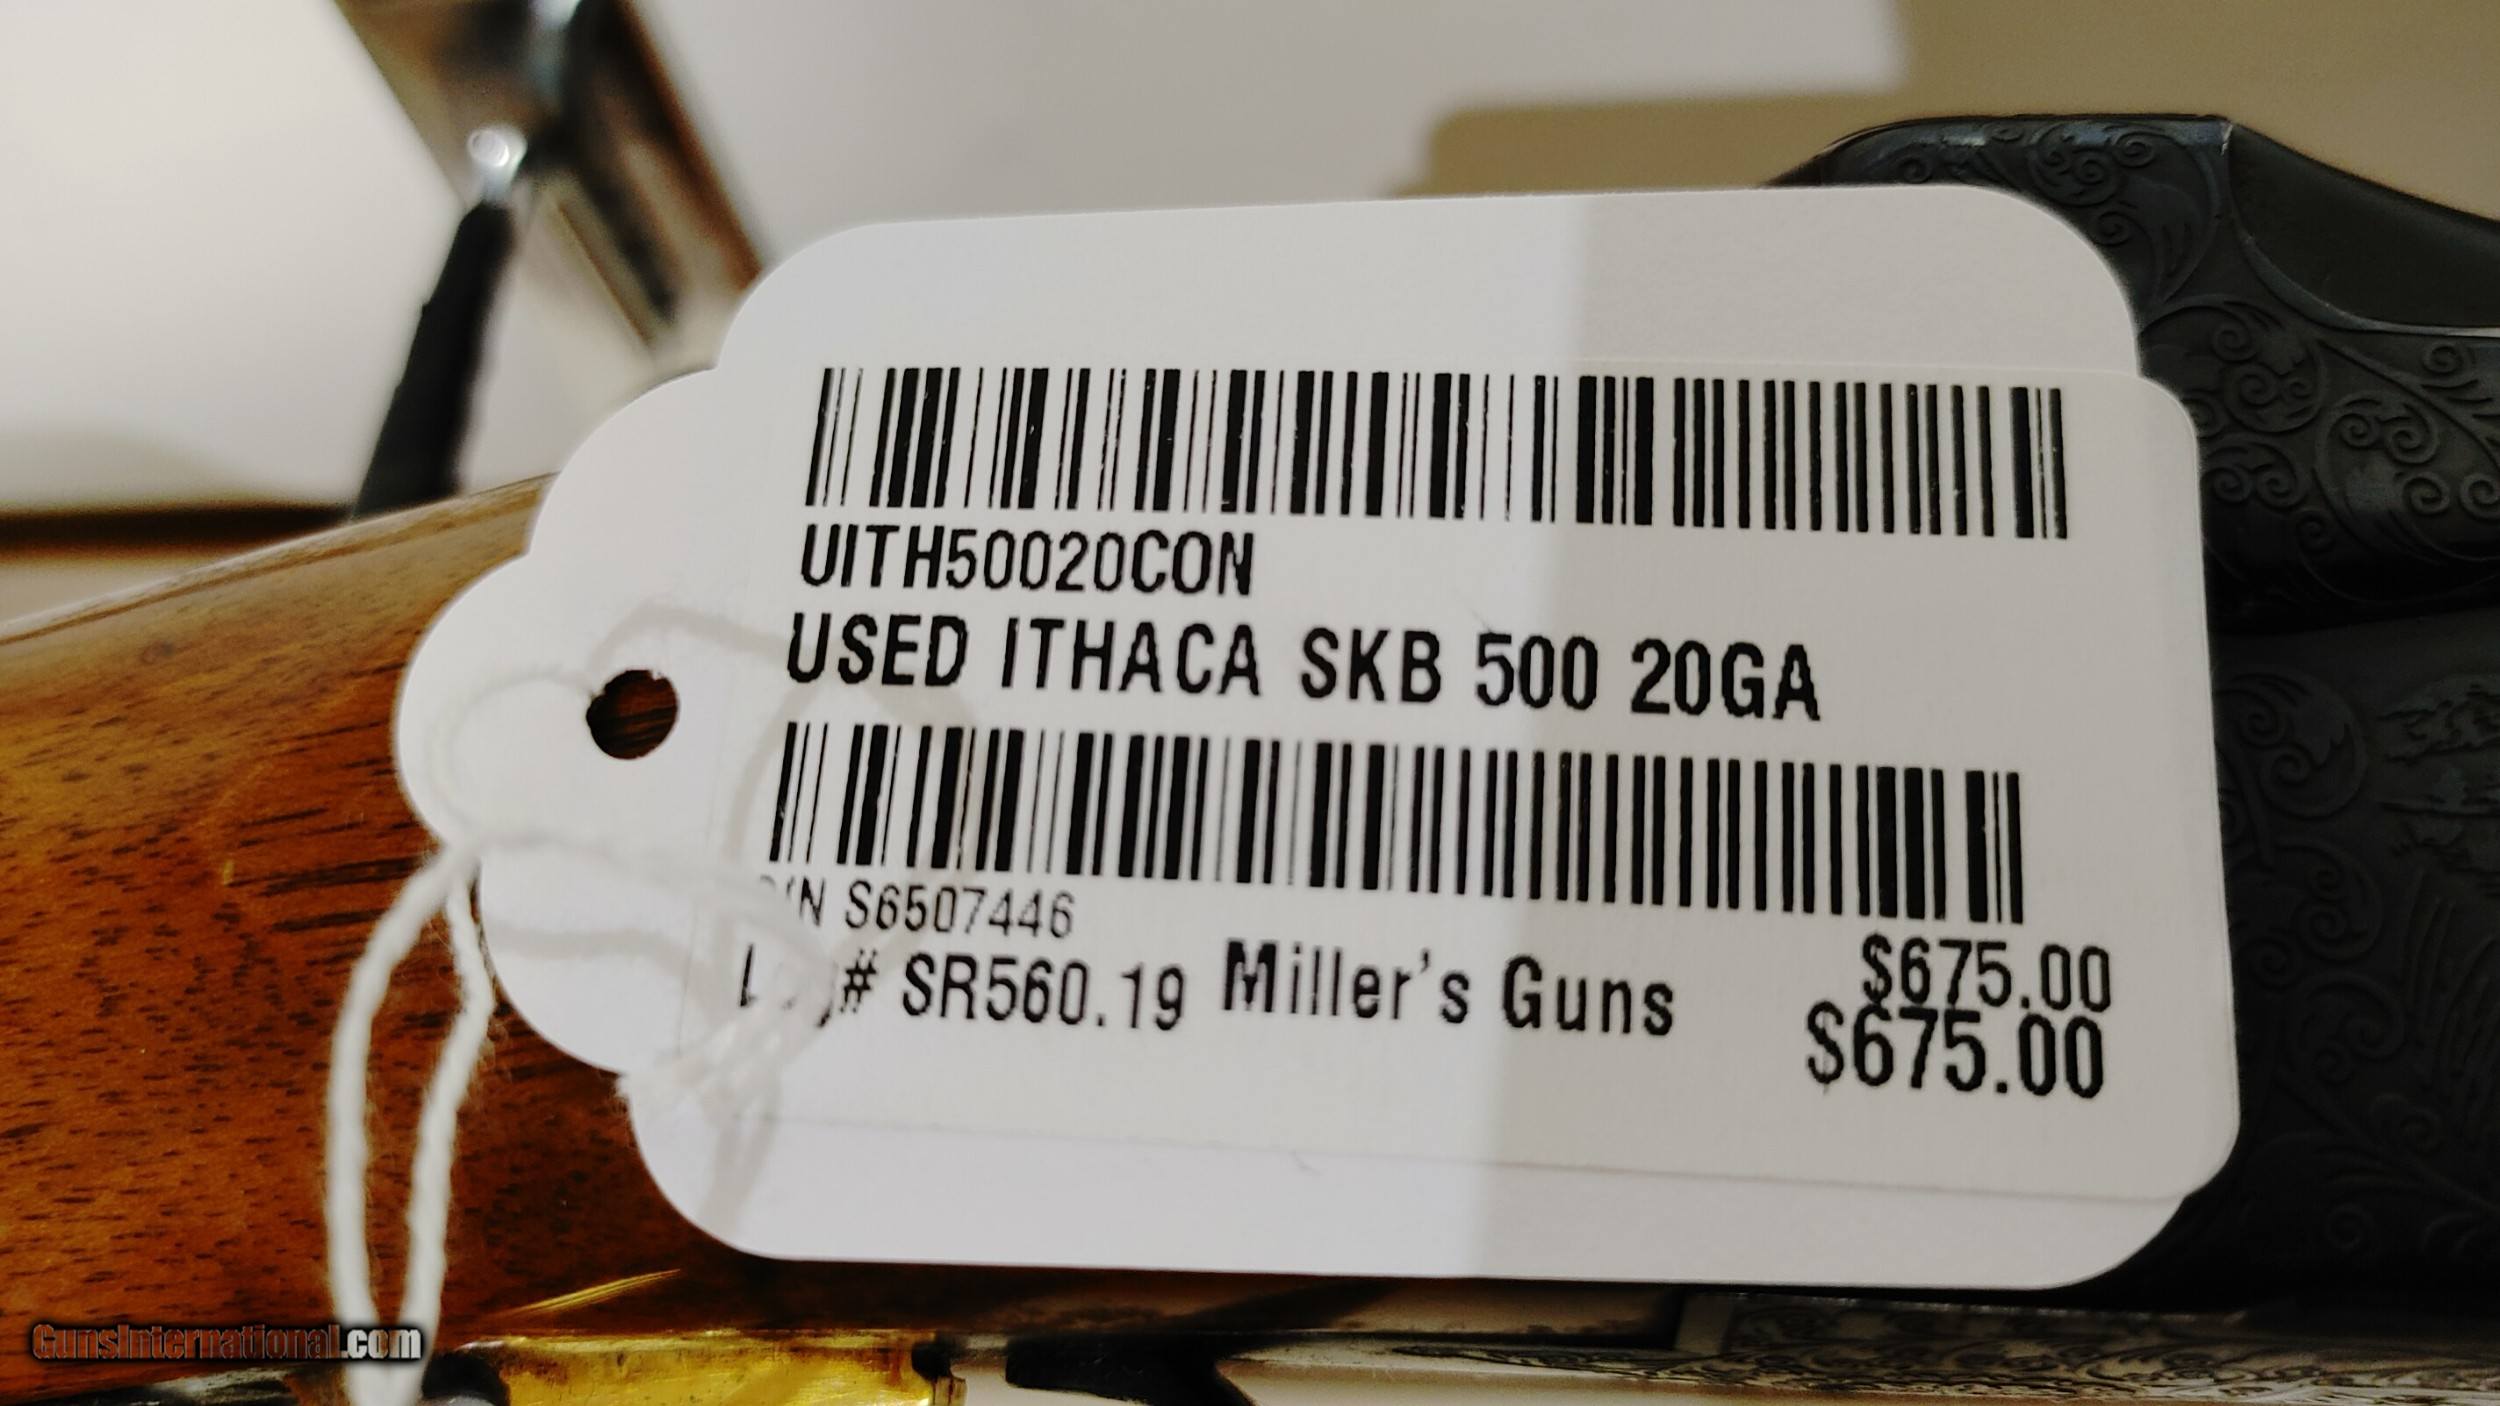 UITH50020CON
USED ITHACA SKB 500 20GA
S6507446
SR560.19 Miller's Guns $675.00
$675.00
GunsInternational.com